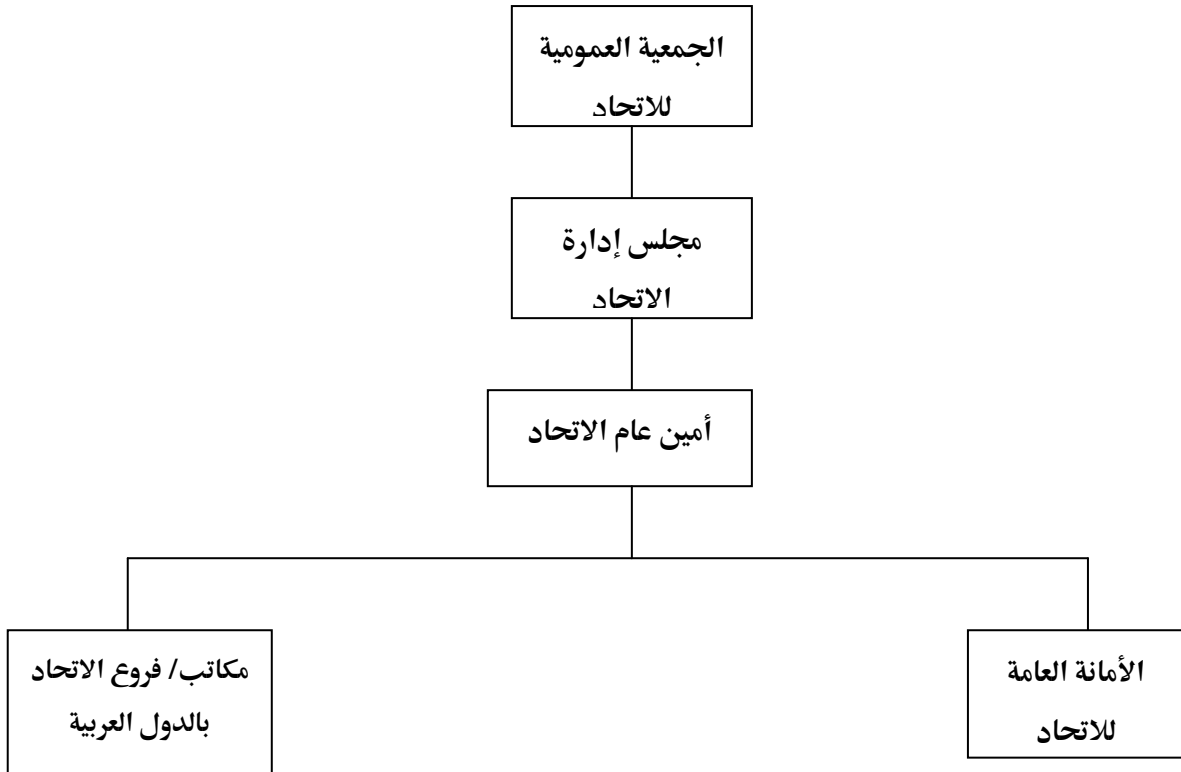 الجمعية العمومية
للاتحاد
مجلس إدارة
الاتحاد
أمين عام الاتحاد
الأمانة العامة
للاتحاد
مكاتب/ فروع الاتحاد
بالدول العربية